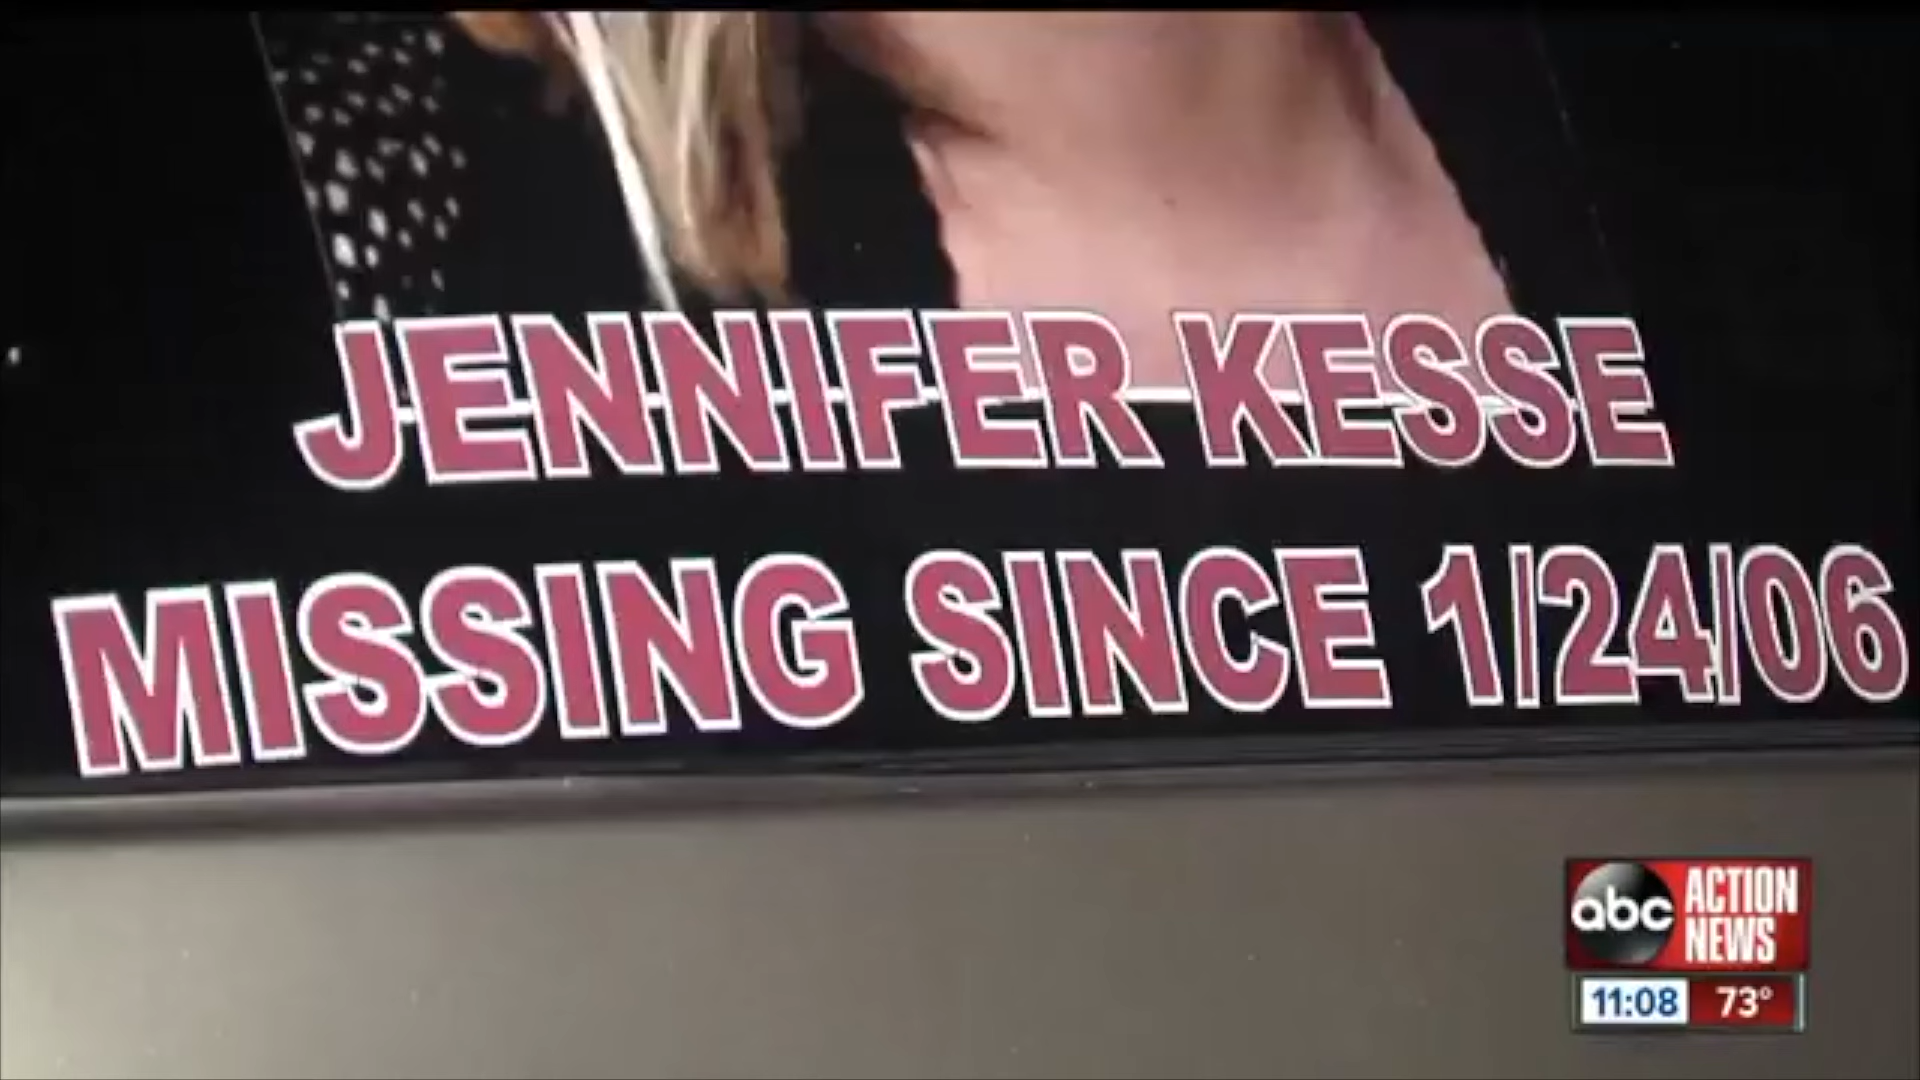 JENNIFER KESSE
MISSING SINCE 1/24/06
abc ACTION
NEWS
11:08 73°